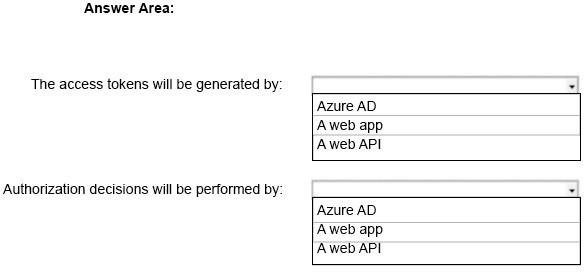 Answer Area:
The access tokens will be generated by:
Azure AD
A web app
A web API
Authorization decisions will be performed by:
Azure AD
A web app
A web API